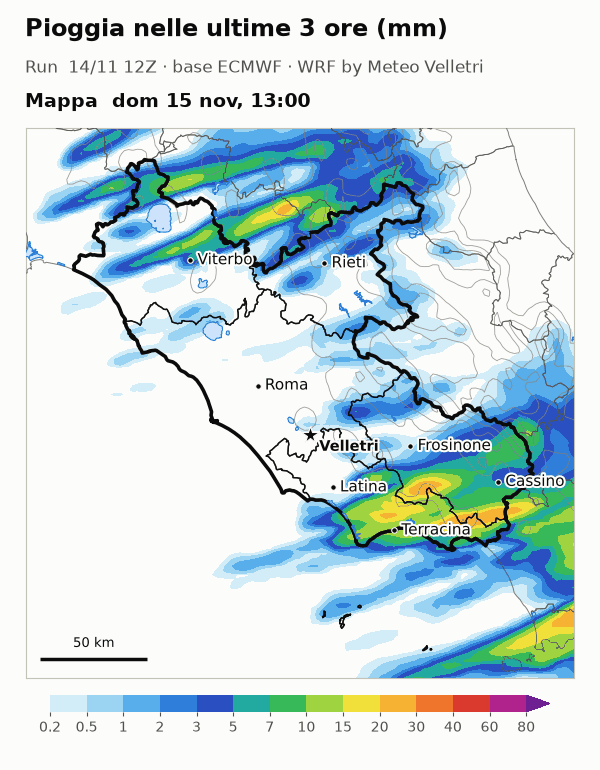 Pioggia nelle ultime 3 ore (mm)
Run  14/11 12Z · base ECMWF · WRF by Meteo Velletri
Mappa  dom 15 nov, 13:00
Viterbo
Rieti
Roma
Velletri
Frosinone
Latina
Cassino
Terracina
50 km
0.2 0.5 1 2 3 5 7 10 15 20 30 40 60 80